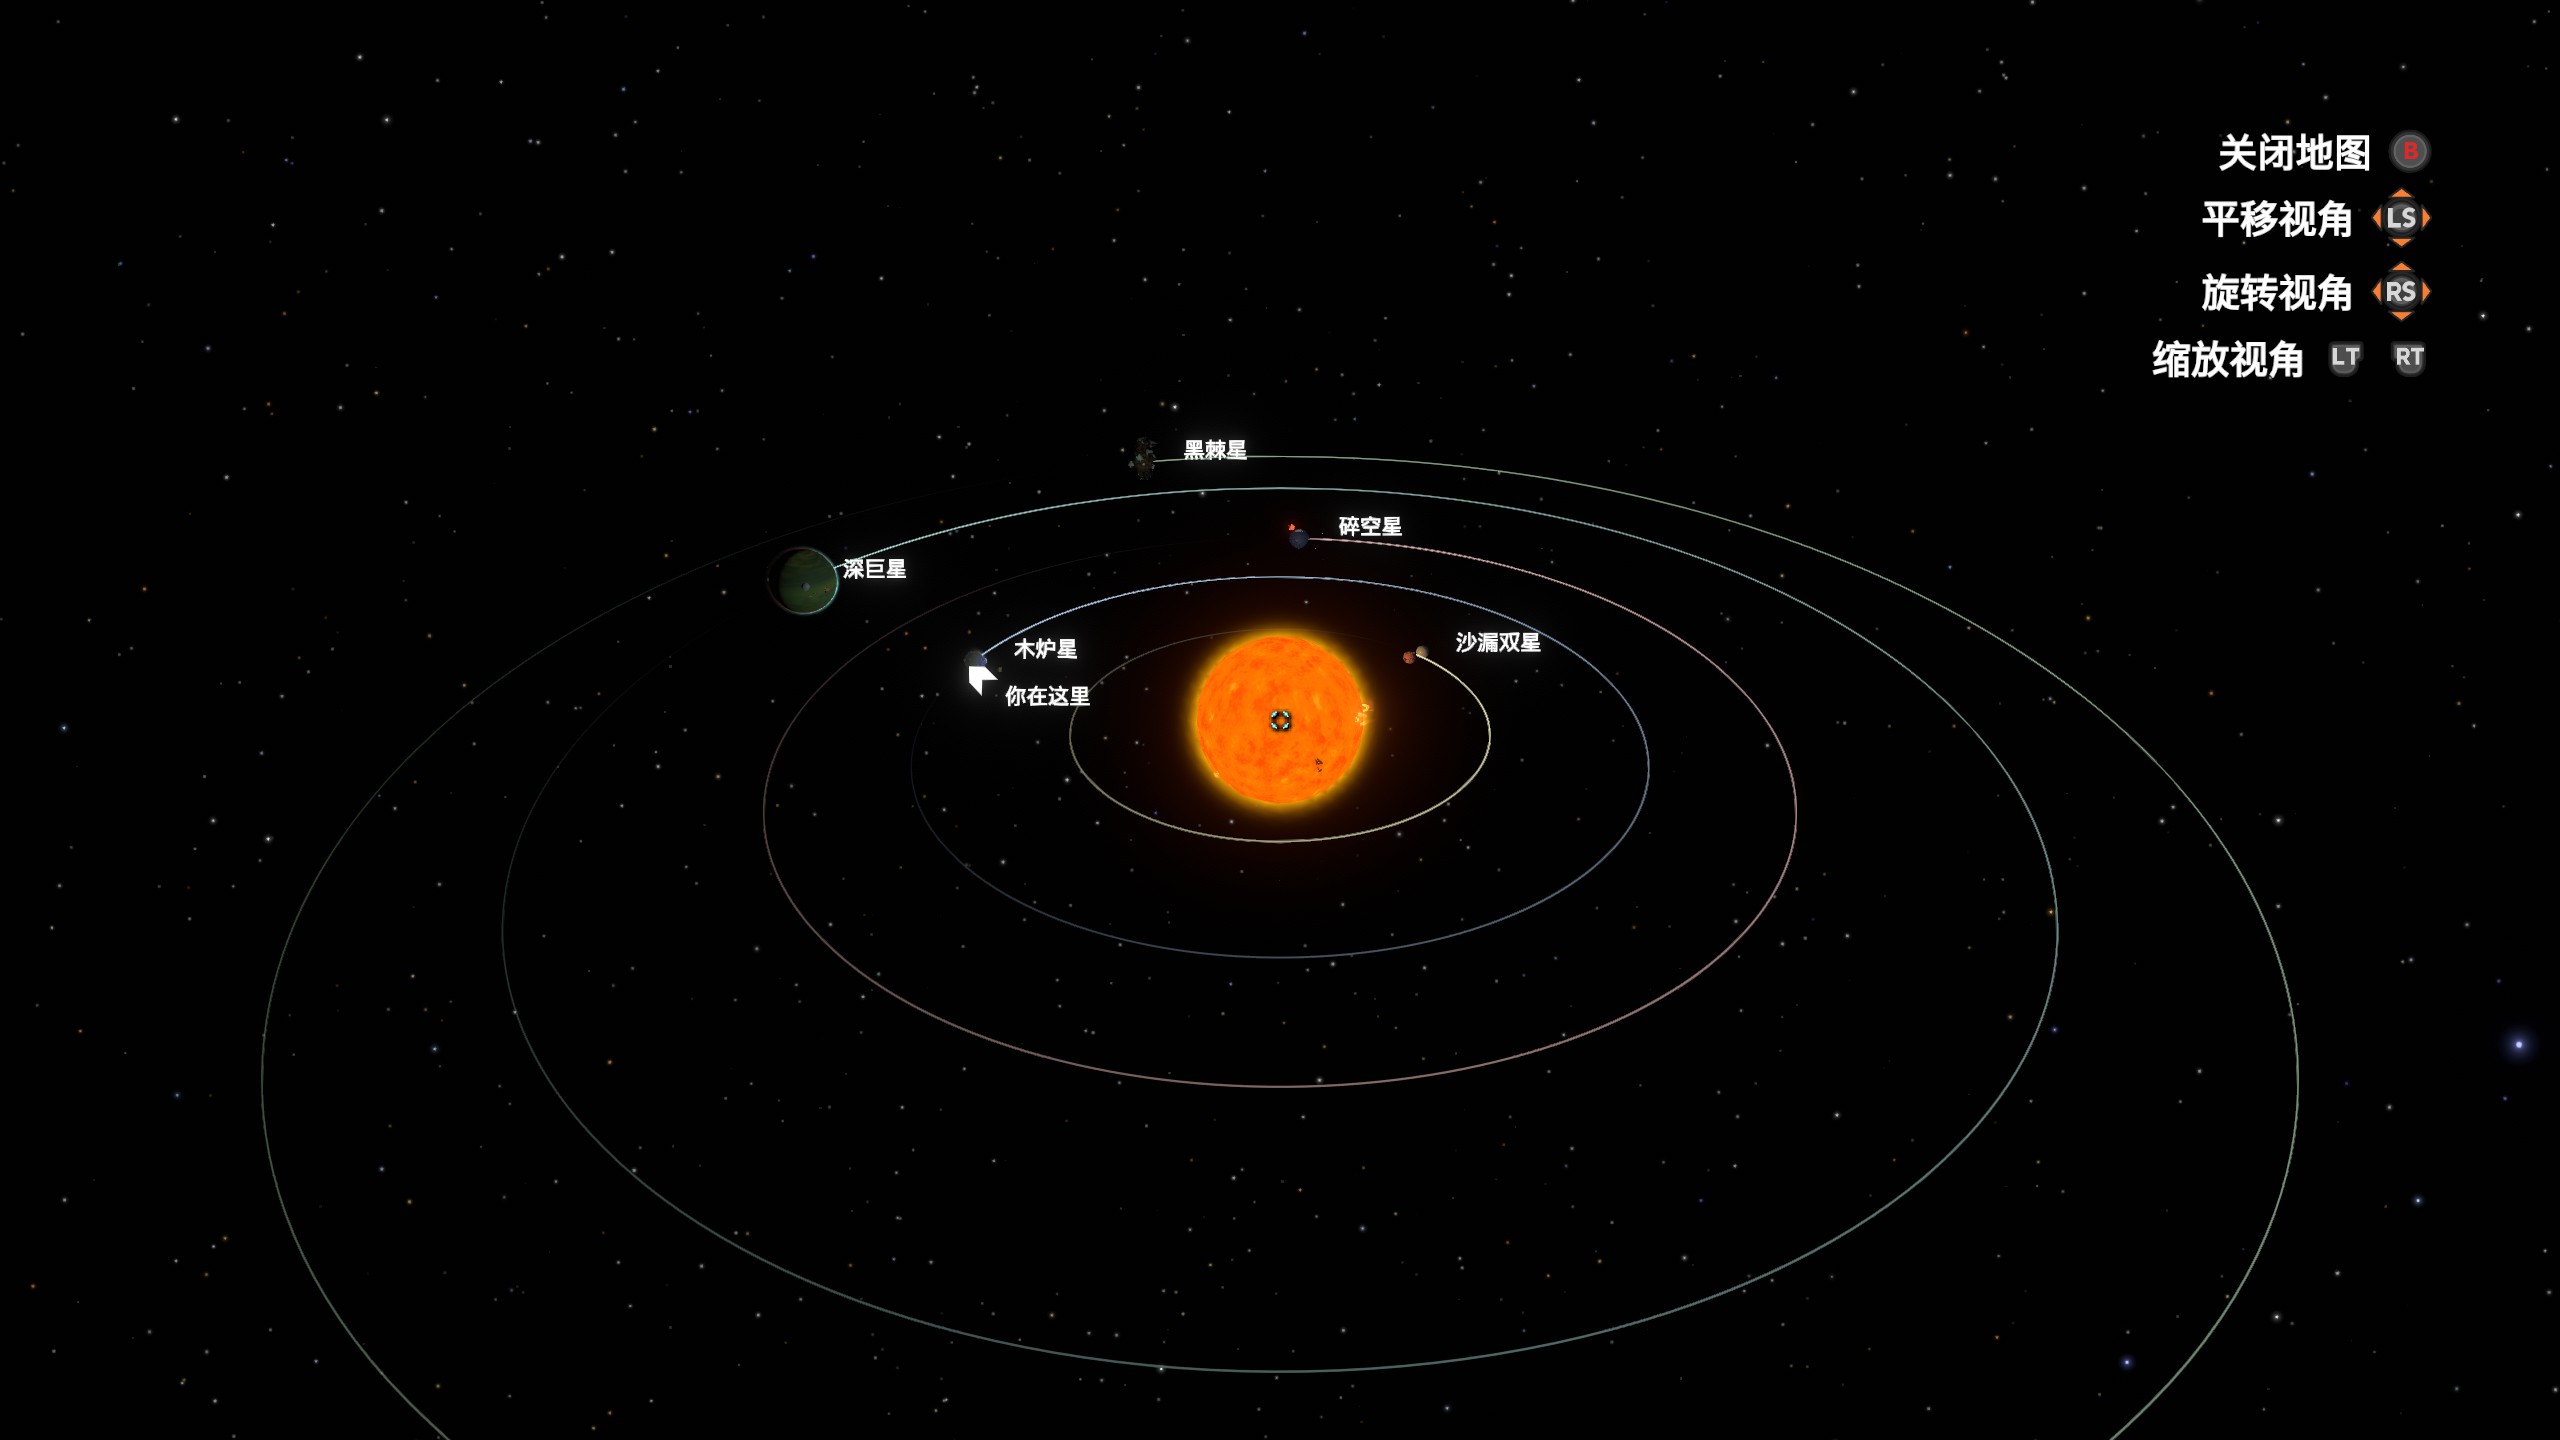 关闭地图 B
平移视角 LS
旋转视角 RS
缩放视角 LT RT
黑棘星
碎空星
深巨星
沙漏双星
木炉星
你在这里